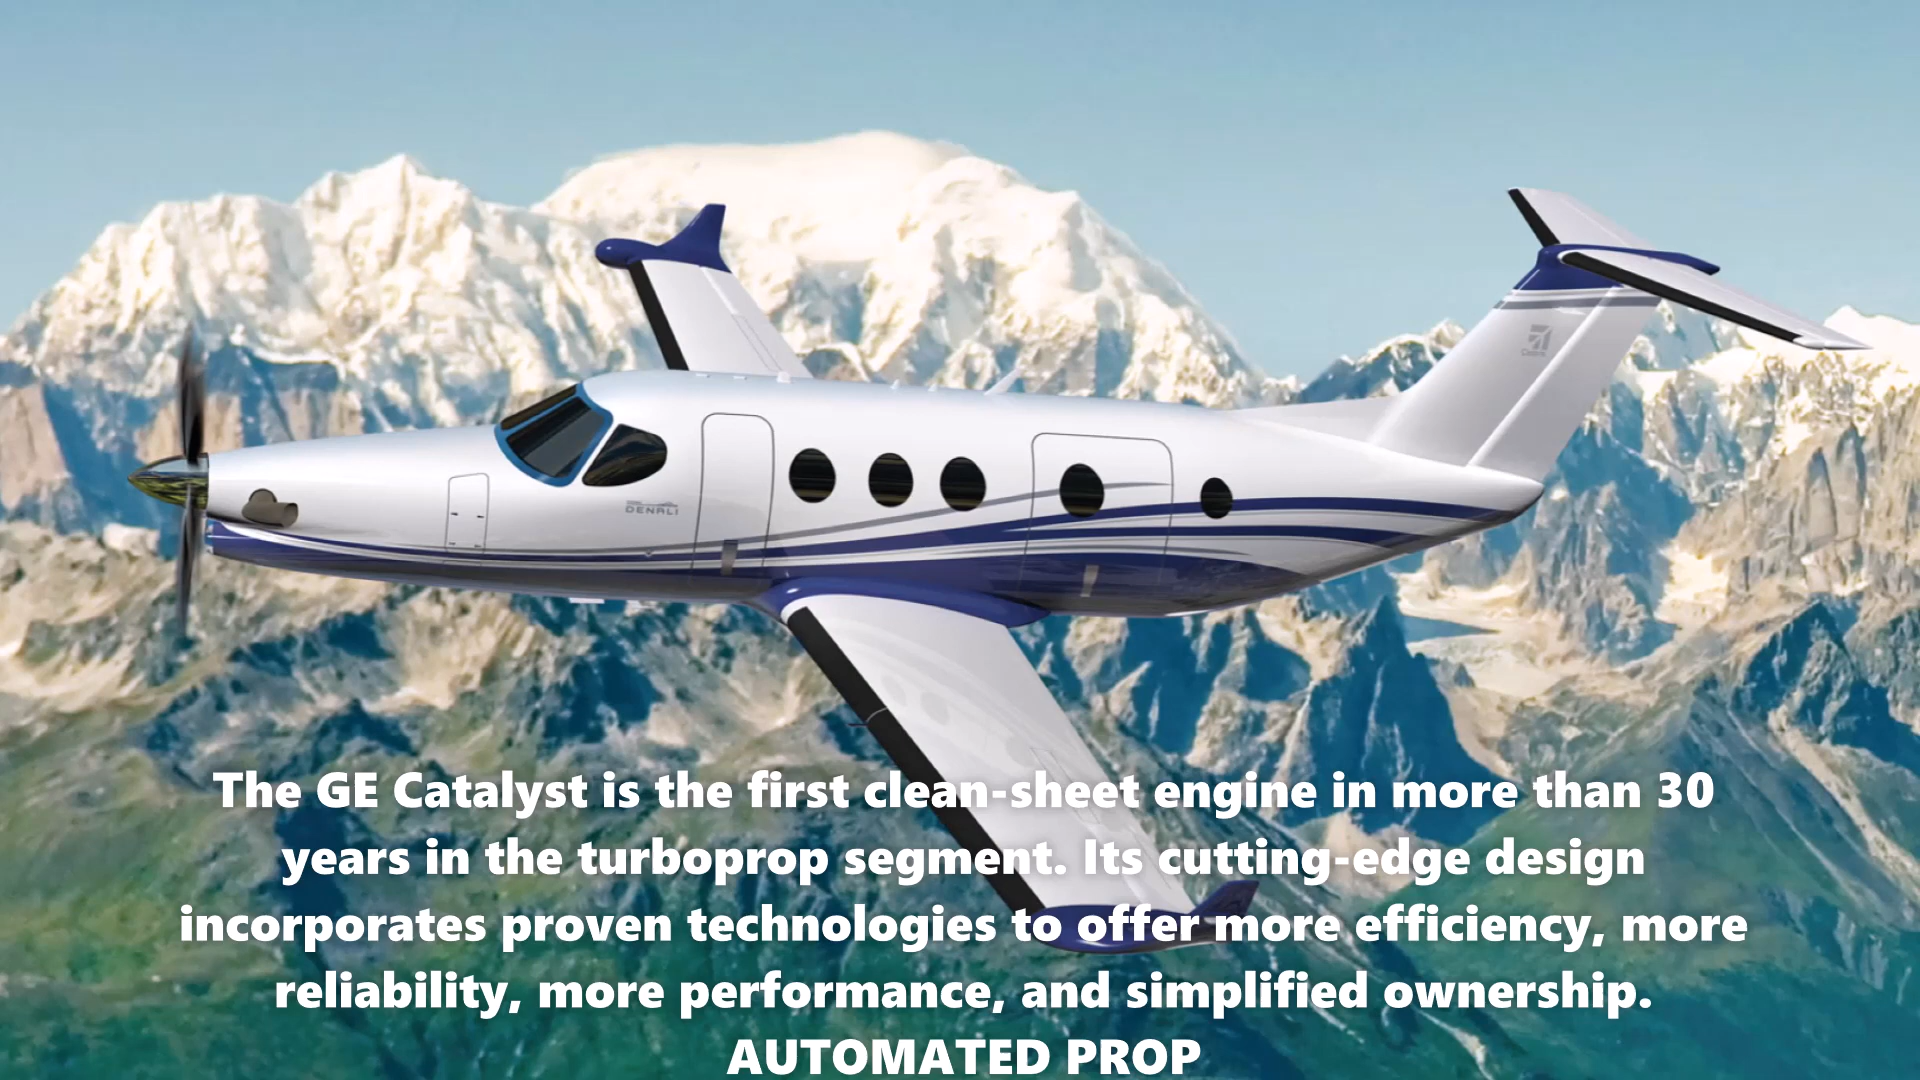 DENALI
The GE Catalyst is the first clean-sheet engine in more than 30
years in the turboprop segment. Its cutting-edge design
incorporates proven technologies to offer more efficiency, more
reliability, more performance, and simplified ownership.
AUTOMATED PROP